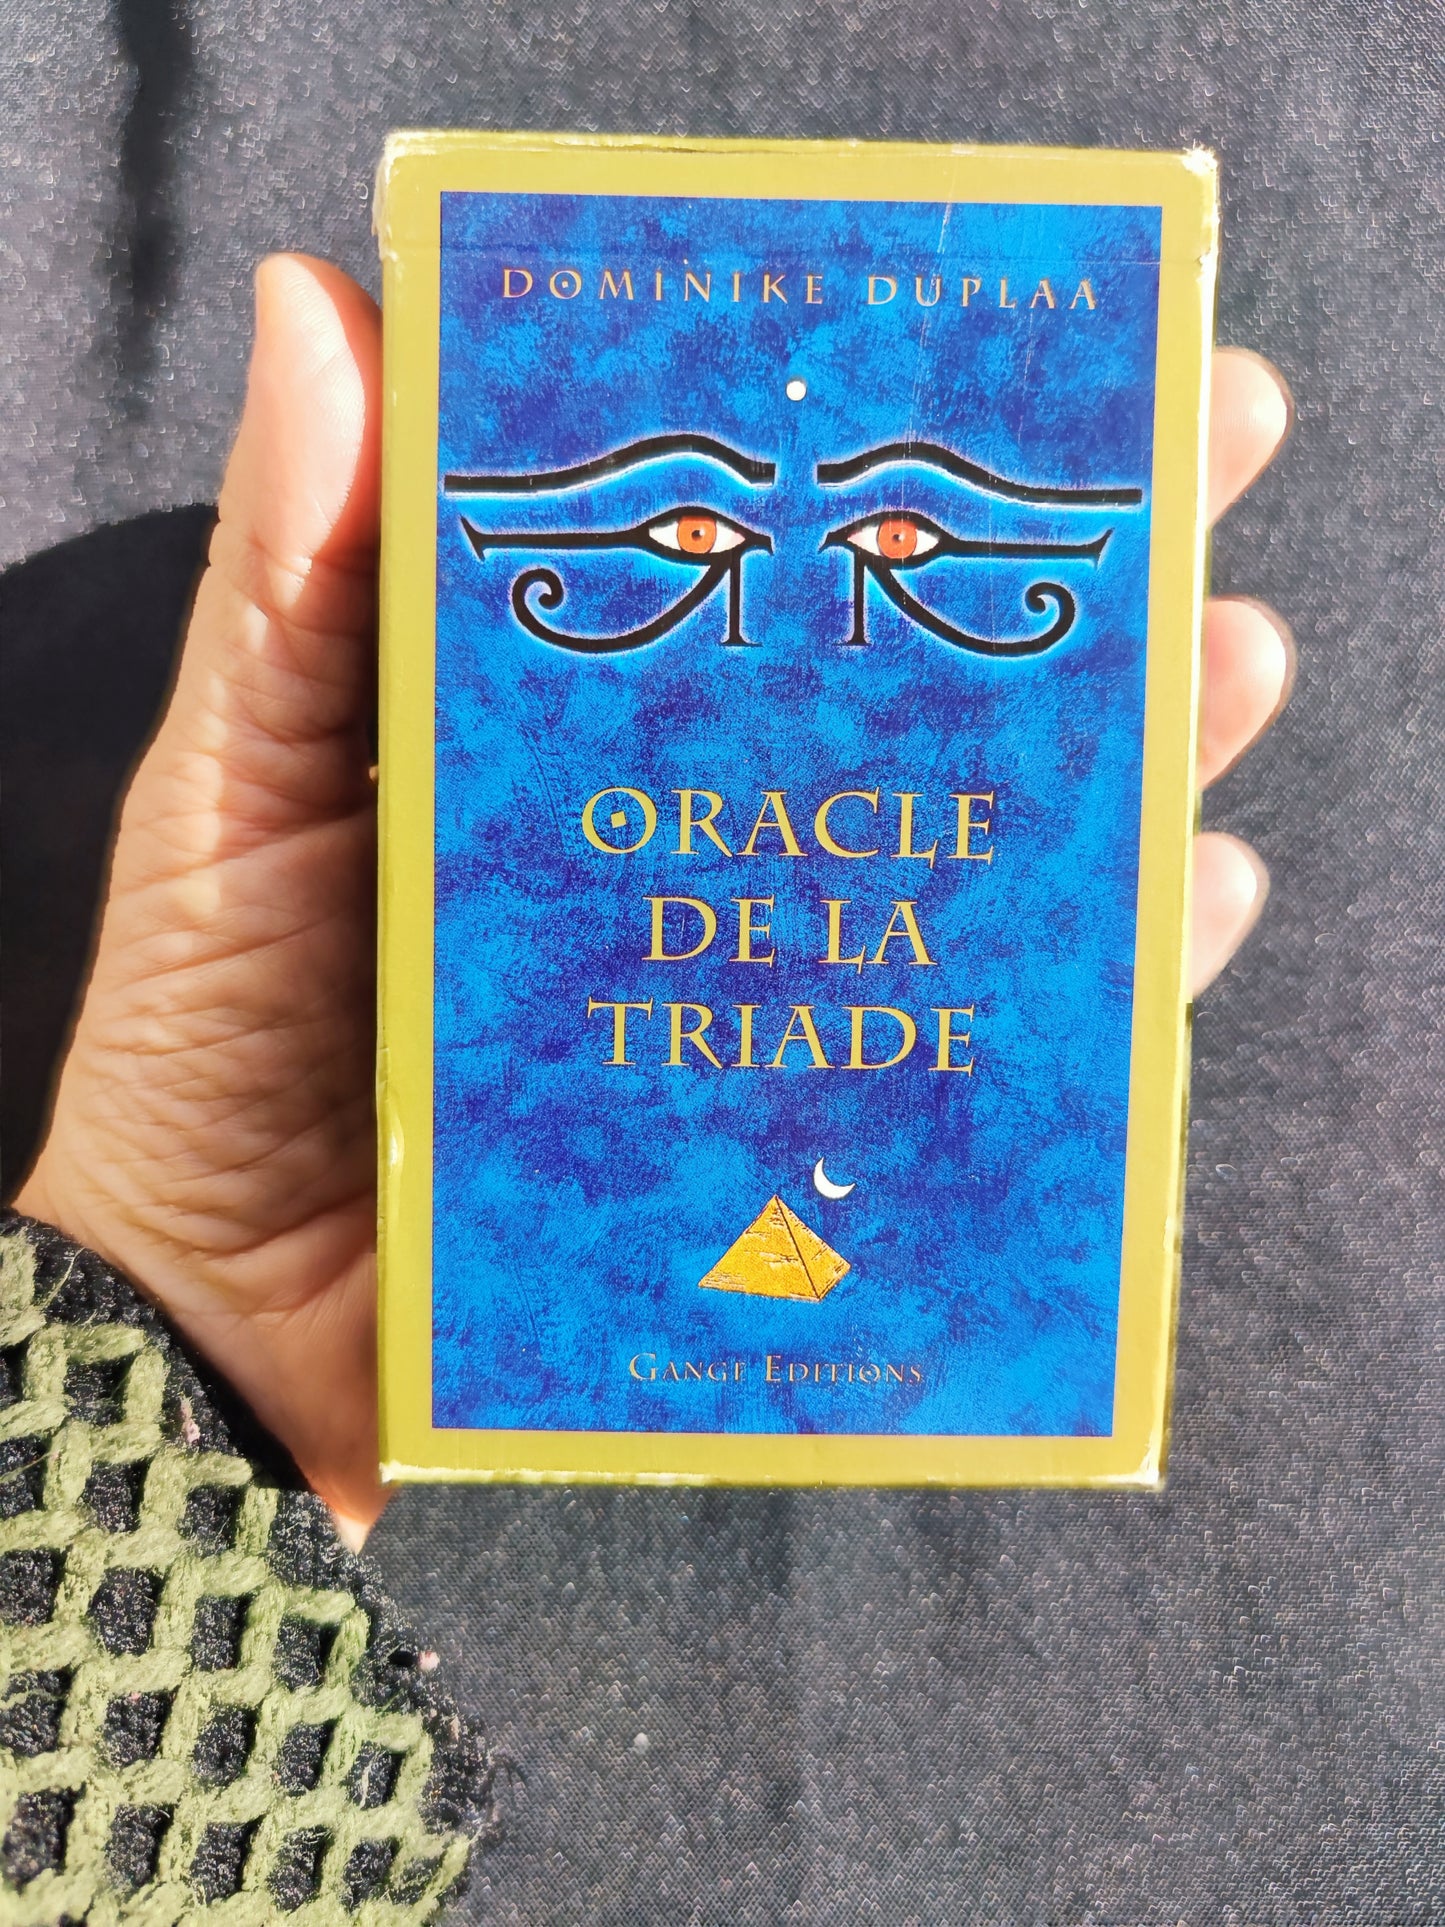 DOMINIKE DUPLAA
ORACLE
DE LA
TRIADE
GANGE EDITIONS